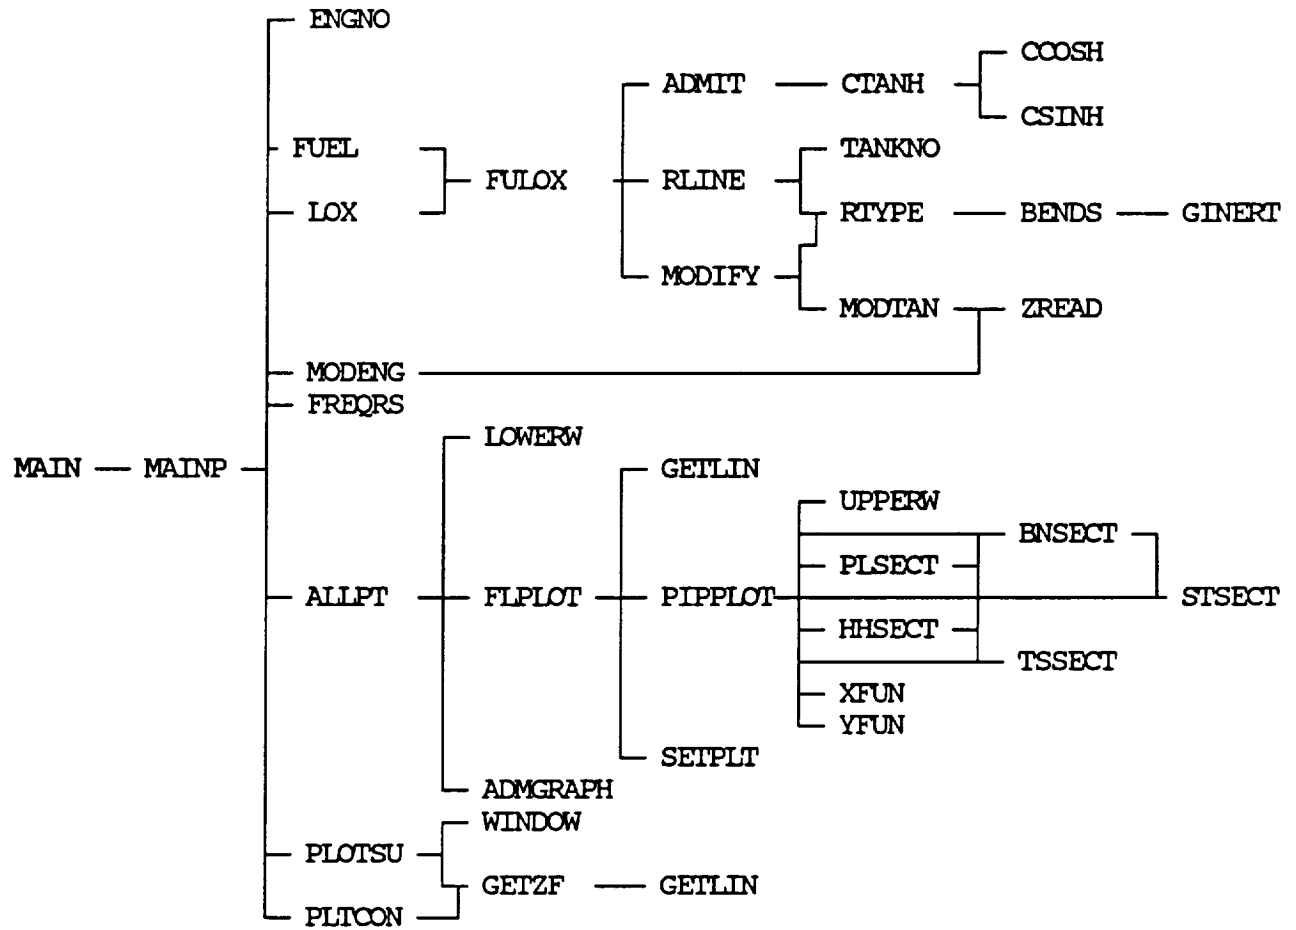 ENGNO
CCOSH
ADMIT CTANH
CSINH
FUEL TANKNO
FULOX RLINE
LOX RTYPE BENDS GINERT
MODIFY
MODTAN ZREAD
MODENG
FREQRS
LOWERW
MAIN MAINP GETLIN
UPPERW
BNSECT
PLSECT
ALLPT FLPLOT PIPPLOT STSECT
HHSECT
TSSECT
XFUN
YFUN
SETPLT
ADMGRAPH
WINDOW
PLOTSU
GETZF GETLIN
PLTCON